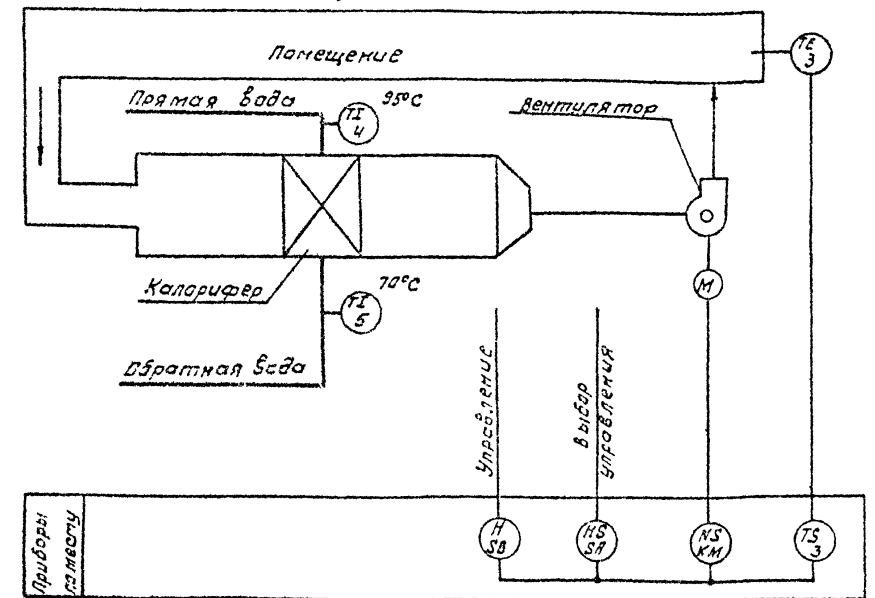 Помещение
TE
3
Прямая вода
95°C
TI
4
Вентилятор
Калорифер
70°C
TI
5
M
Обратная вода
Управление
Выбор
управления
Приборы
по месту
H
SB
HS
SA
NS
KM
TS
3